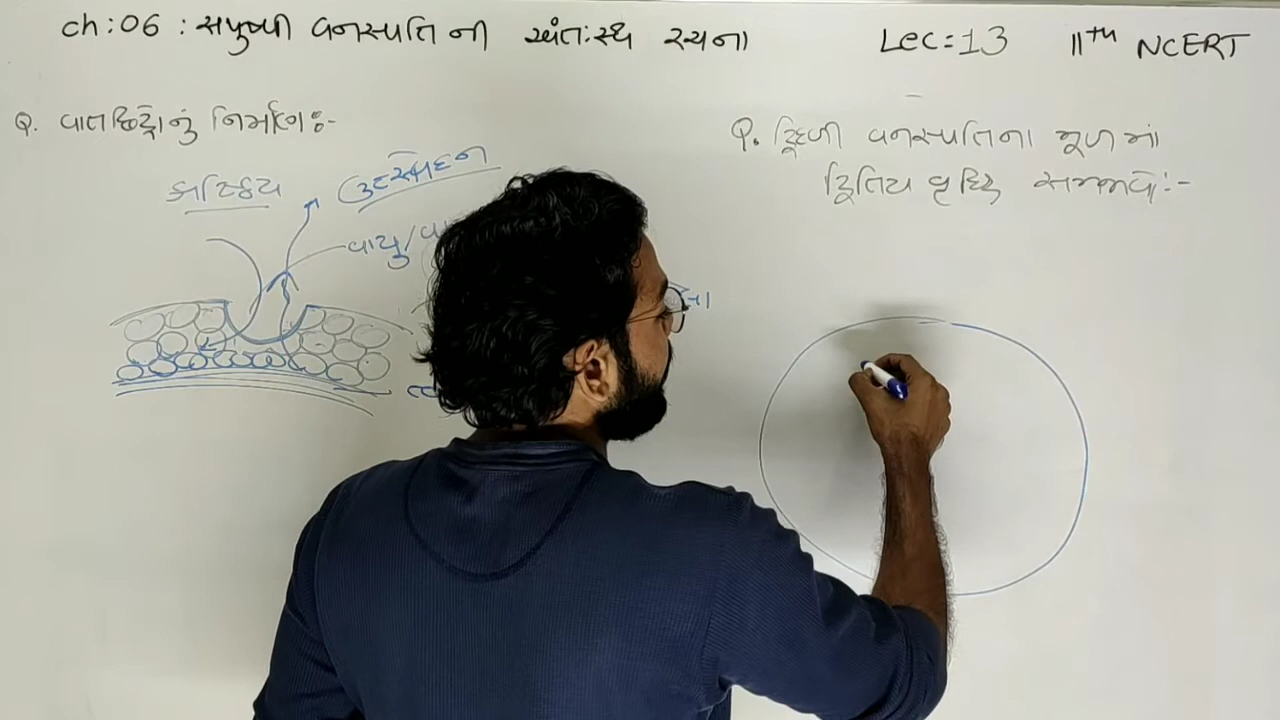 ch:06 : સપુષ્પી વનસ્પતિની અંતઃસ્થ રચના Lec:13 11th NCERT
Q. વાતછિદ્રોનું નિર્માણ:-
ઉત્સ્વેદન
વાયુ/
Q. દ્વિદળી વનસ્પતિના મૂળમાં
દ્વિતિય વૃદ્ધિ સમજાવો:-